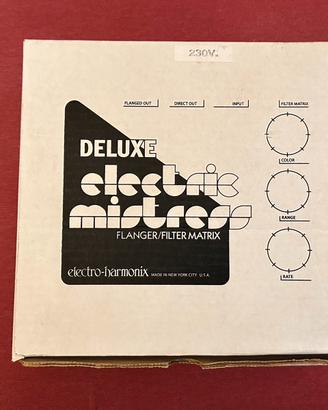 230V.
FLANGED OUT DIRECT OUT INPUT FILTER MATRIX
DELUXE
electric
mistress
FLANGER/FILTER MATRIX
electro-harmonix MADE IN NEW YORK CITY U.S.A.
COLOR
RANGE
RATE